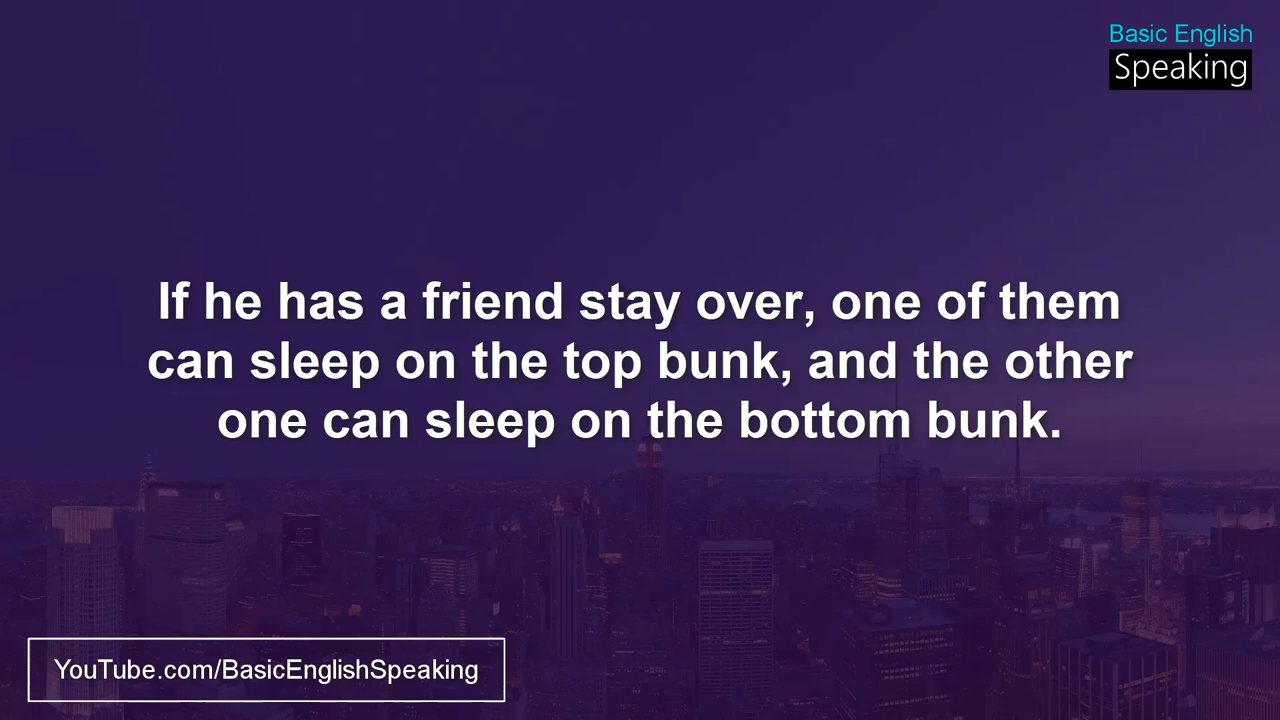 Basic English
Speaking
If he has a friend stay over, one of them
can sleep on the top bunk, and the other
one can sleep on the bottom bunk.
YouTube.com/BasicEnglishSpeaking